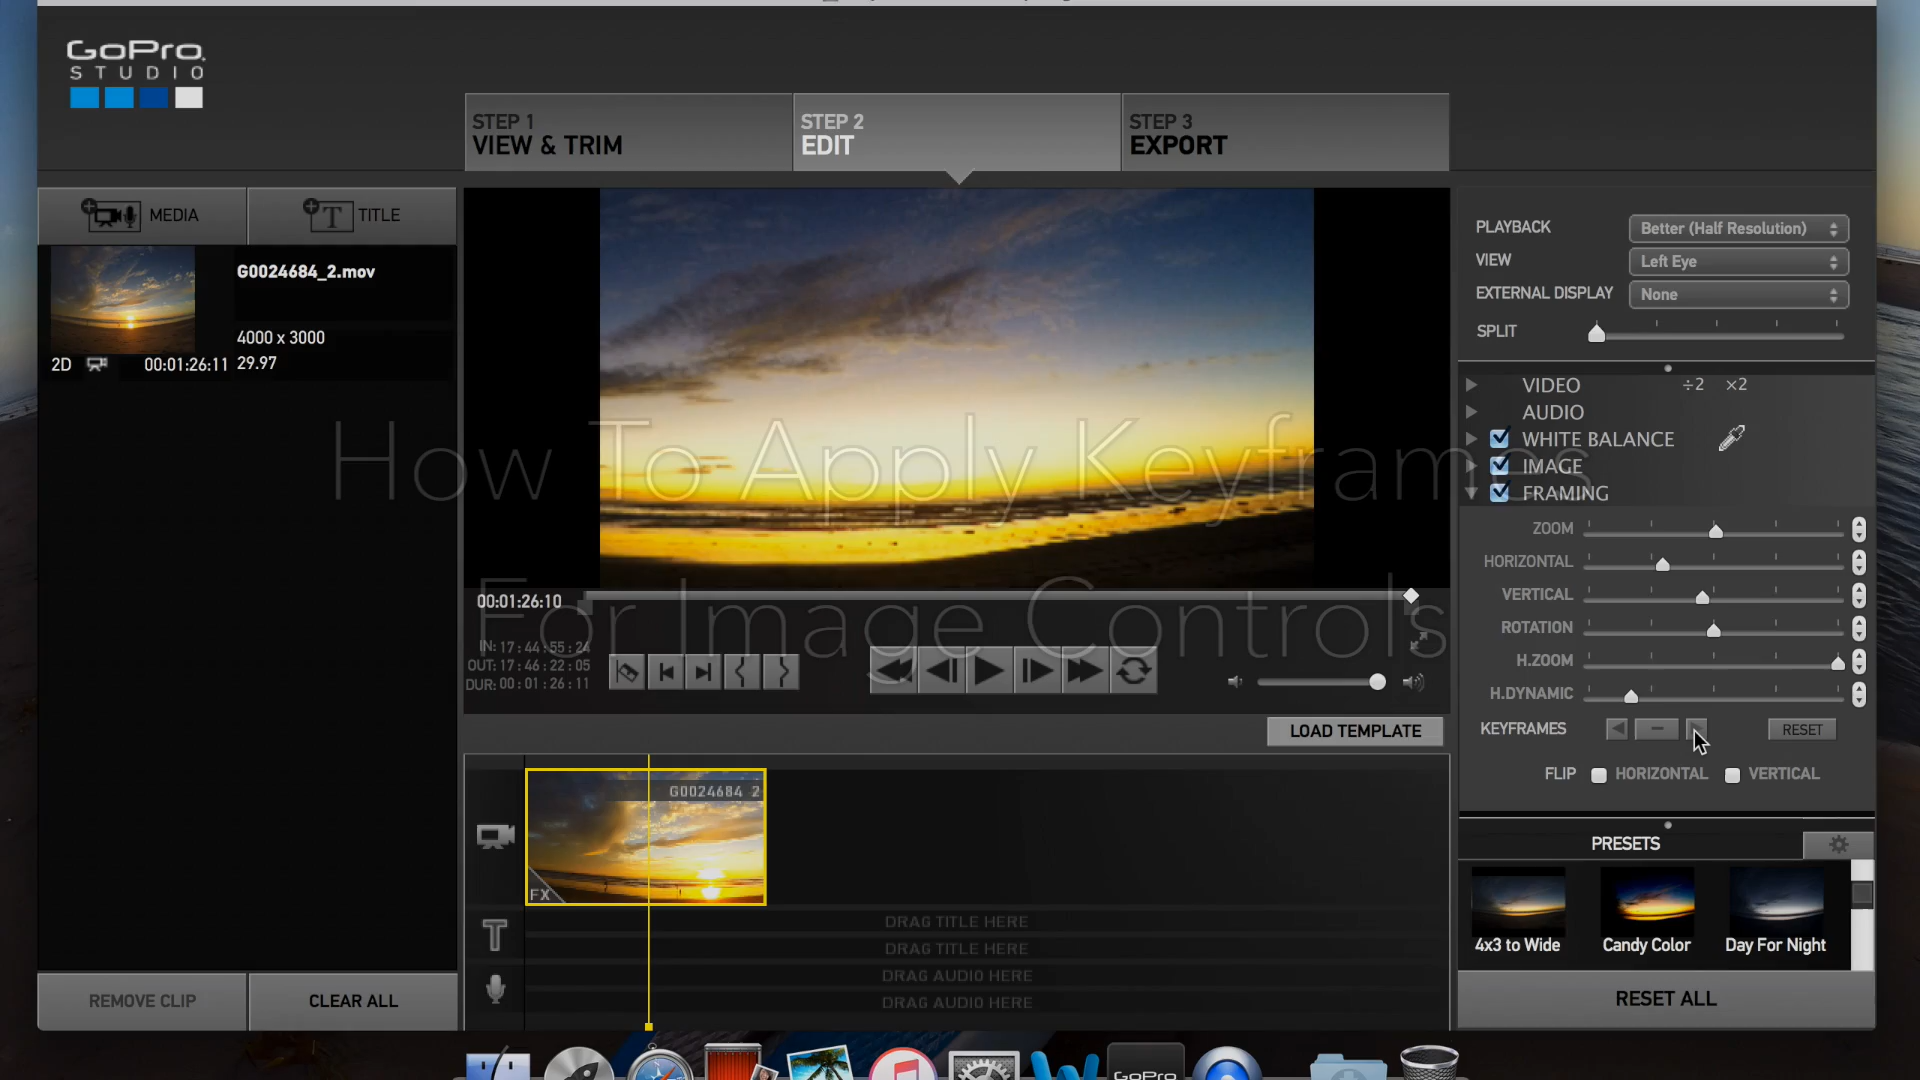 GoPro
STUDIO
STEP 1
VIEW & TRIM
STEP 2
EDIT
STEP 3
EXPORT
MEDIA
T TITLE
G0024684_2.mov
4000 x 3000
2D 00:01:26:11 29.97
PLAYBACK Better (Half Resolution)
VIEW Left Eye
EXTERNAL DISPLAY None
SPLIT
VIDEO ÷2 ×2
AUDIO
WHITE BALANCE
IMAGE
FRAMING
How To Apply Keyframes
For Image Controls
ZOOM
HORIZONTAL
VERTICAL
ROTATION
H.ZOOM
H.DYNAMIC
KEYFRAMES RESET
FLIP HORIZONTAL VERTICAL
00:01:26:10
IN: 17:44:55:24
OUT: 17:46:22:05
DUR: 00:01:26:11
LOAD TEMPLATE
G0024684_2
FX
T
DRAG TITLE HERE
DRAG TITLE HERE
DRAG AUDIO HERE
DRAG AUDIO HERE
PRESETS
4x3 to Wide
Candy Color
Day For Night
REMOVE CLIP
CLEAR ALL
RESET ALL
GoPro